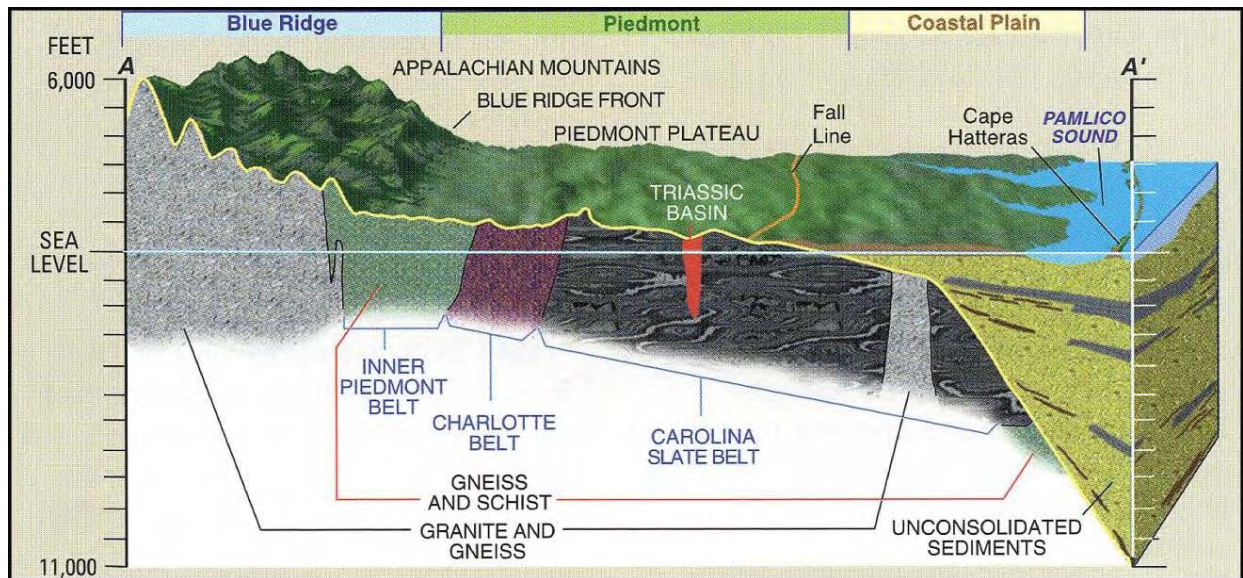 Blue Ridge
Piedmont
Coastal Plain
FEET
A
A'
6,000
APPALACHIAN MOUNTAINS
BLUE RIDGE FRONT
PIEDMONT PLATEAU
Fall
Line
Cape
Hatteras
PAMLICO
SOUND
TRIASSIC
BASIN
SEA
LEVEL
INNER
PIEDMONT
BELT
CHARLOTTE
BELT
CAROLINA
SLATE BELT
GNEISS
AND SCHIST
GRANITE AND
GNEISS
UNCONSOLIDATED
SEDIMENTS
11,000